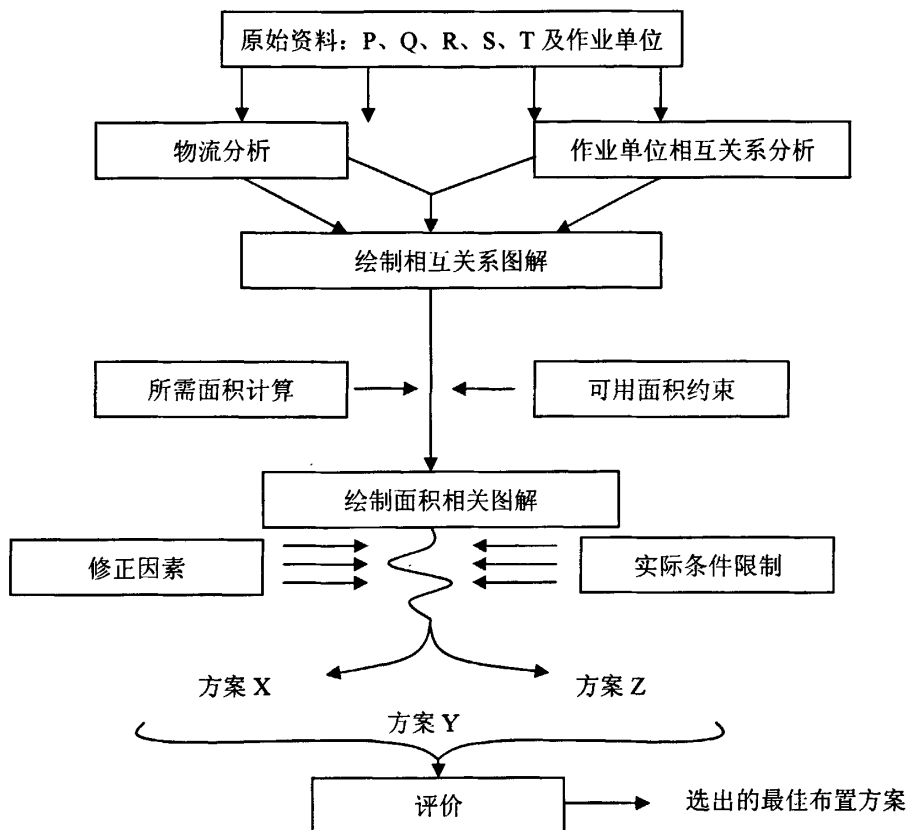 原始资料：P、Q、R、S、T 及作业单位
物流分析
作业单位相互关系分析
绘制相互关系图解
所需面积计算
可用面积约束
绘制面积相关图解
修正因素
实际条件限制
方案 X
方案 Z
方案 Y
评价
选出的最佳布置方案